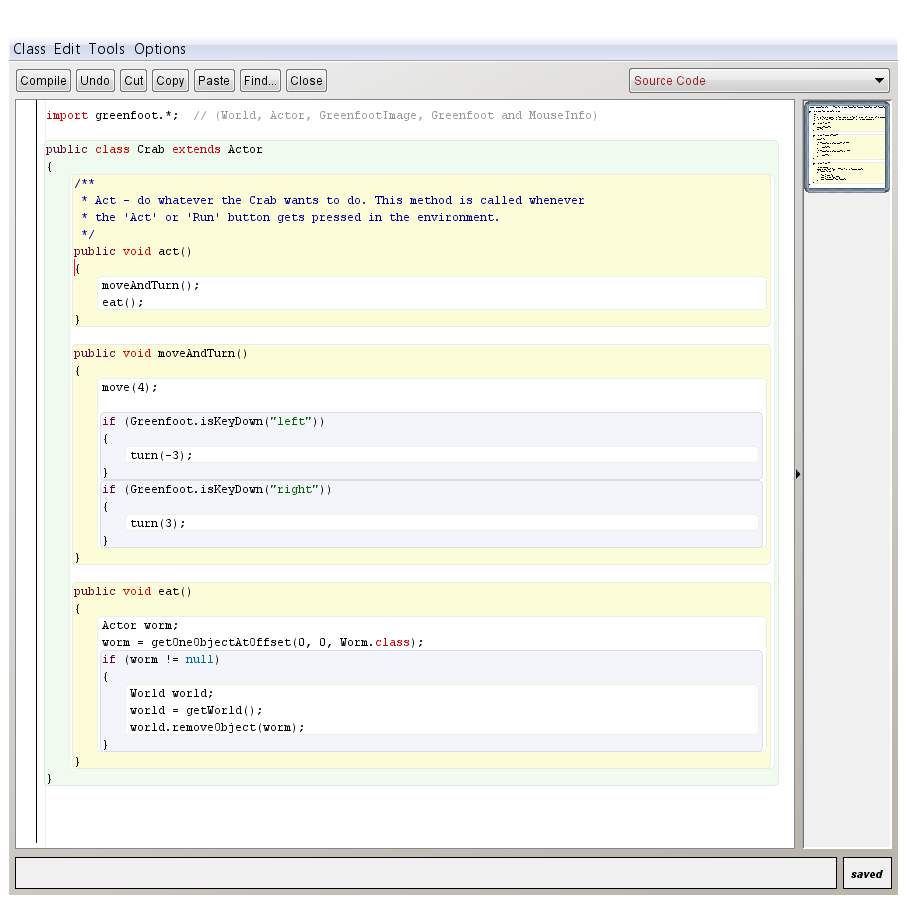 Class Edit Tools Options
Compile Undo Cut Copy Paste Find... Close Source Code
import greenfoot.*;  // (World, Actor, GreenfootImage, Greenfoot and MouseInfo)
public class Crab extends Actor
{
    /**
     * Act - do whatever the Crab wants to do. This method is called whenever
     * the 'Act' or 'Run' button gets pressed in the environment.
     */
    public void act()
    {
        moveAndTurn();
        eat();
    }
    public void moveAndTurn()
    {
        move(4);
        if (Greenfoot.isKeyDown("left"))
        {
            turn(-3);
        }
        if (Greenfoot.isKeyDown("right"))
        {
            turn(3);
        }
    }
    public void eat()
    {
        Actor worm;
        worm = getOneObjectAtOffset(0, 0, Worm.class);
        if (worm != null)
        {
            World world;
            world = getWorld();
            world.removeObject(worm);
        }
    }
}
saved